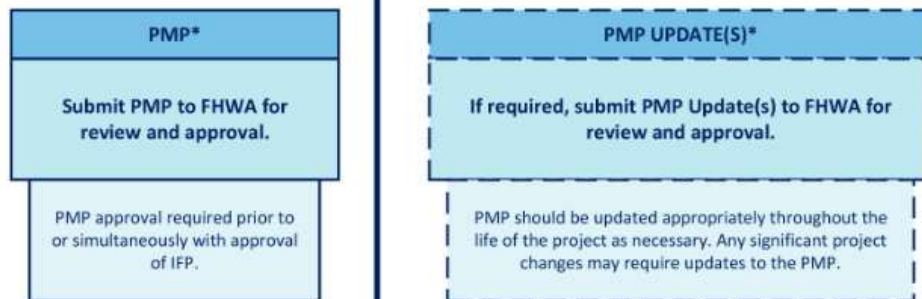 PMP*
Submit PMP to FHWA for
review and approval.
PMP approval required prior to
or simultaneously with approval
of IFP.
PMP UPDATE(S)*
If required, submit PMP Update(s) to FHWA for
review and approval.
PMP should be updated appropriately throughout the
life of the project as necessary. Any significant project
changes may require updates to the PMP.